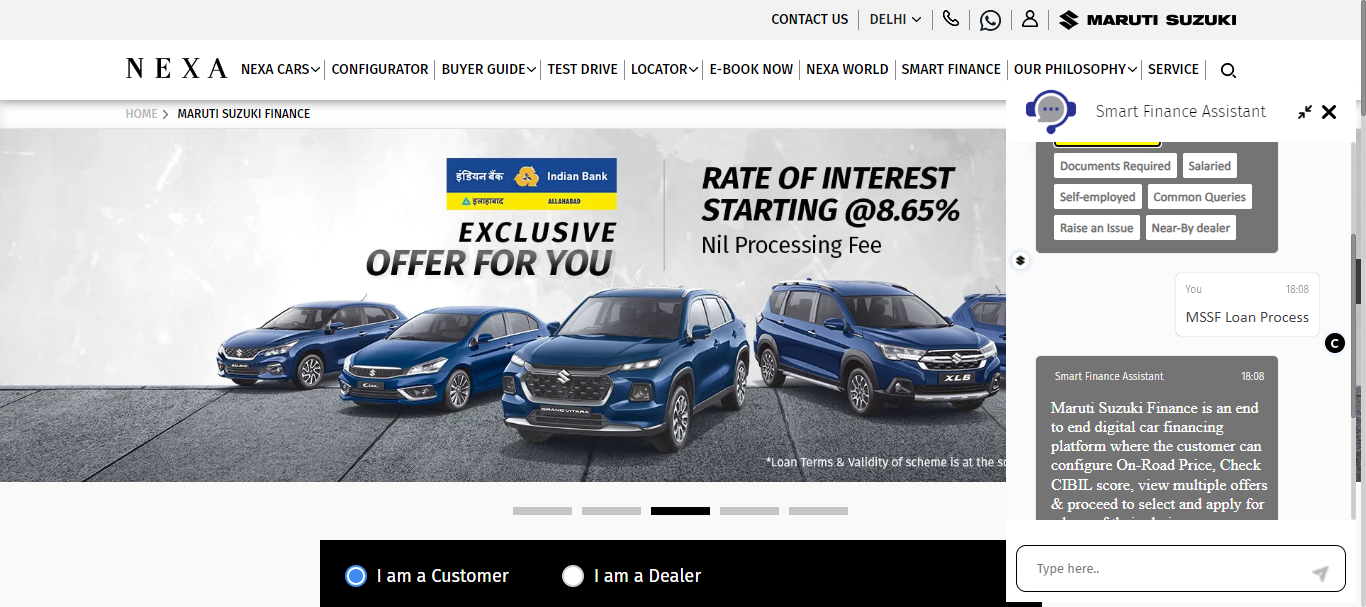 CONTACT US
DELHI
MARUTI SUZUKI
NEXA
NEXA CARS
CONFIGURATOR
BUYER GUIDE
TEST DRIVE
LOCATOR
E-BOOK NOW
NEXA WORLD
SMART FINANCE
OUR PHILOSOPHY
SERVICE
HOME
MARUTI SUZUKI FINANCE
इंडियन बैंक
Indian Bank
इलाहाबाद
ALLAHABAD
EXCLUSIVE
OFFER FOR YOU
RATE OF INTEREST
STARTING @8.65%
Nil Processing Fee
BALENO
CIAZ
GRAND VITARA
XL6
*Loan Terms & Validity of scheme is at the
I am a Customer
I am a Dealer
Smart Finance Assistant
Documents Required
Salaried
Self-employed
Common Queries
Raise an Issue
Near-By dealer
You
18:08
MSSF Loan Process
C
Smart Finance Assistant
18:08
Maruti Suzuki Finance is an end
to end digital car financing
platform where the customer can
configure On-Road Price, Check
CIBIL score, view multiple offers
& proceed to select and apply for
Type here..